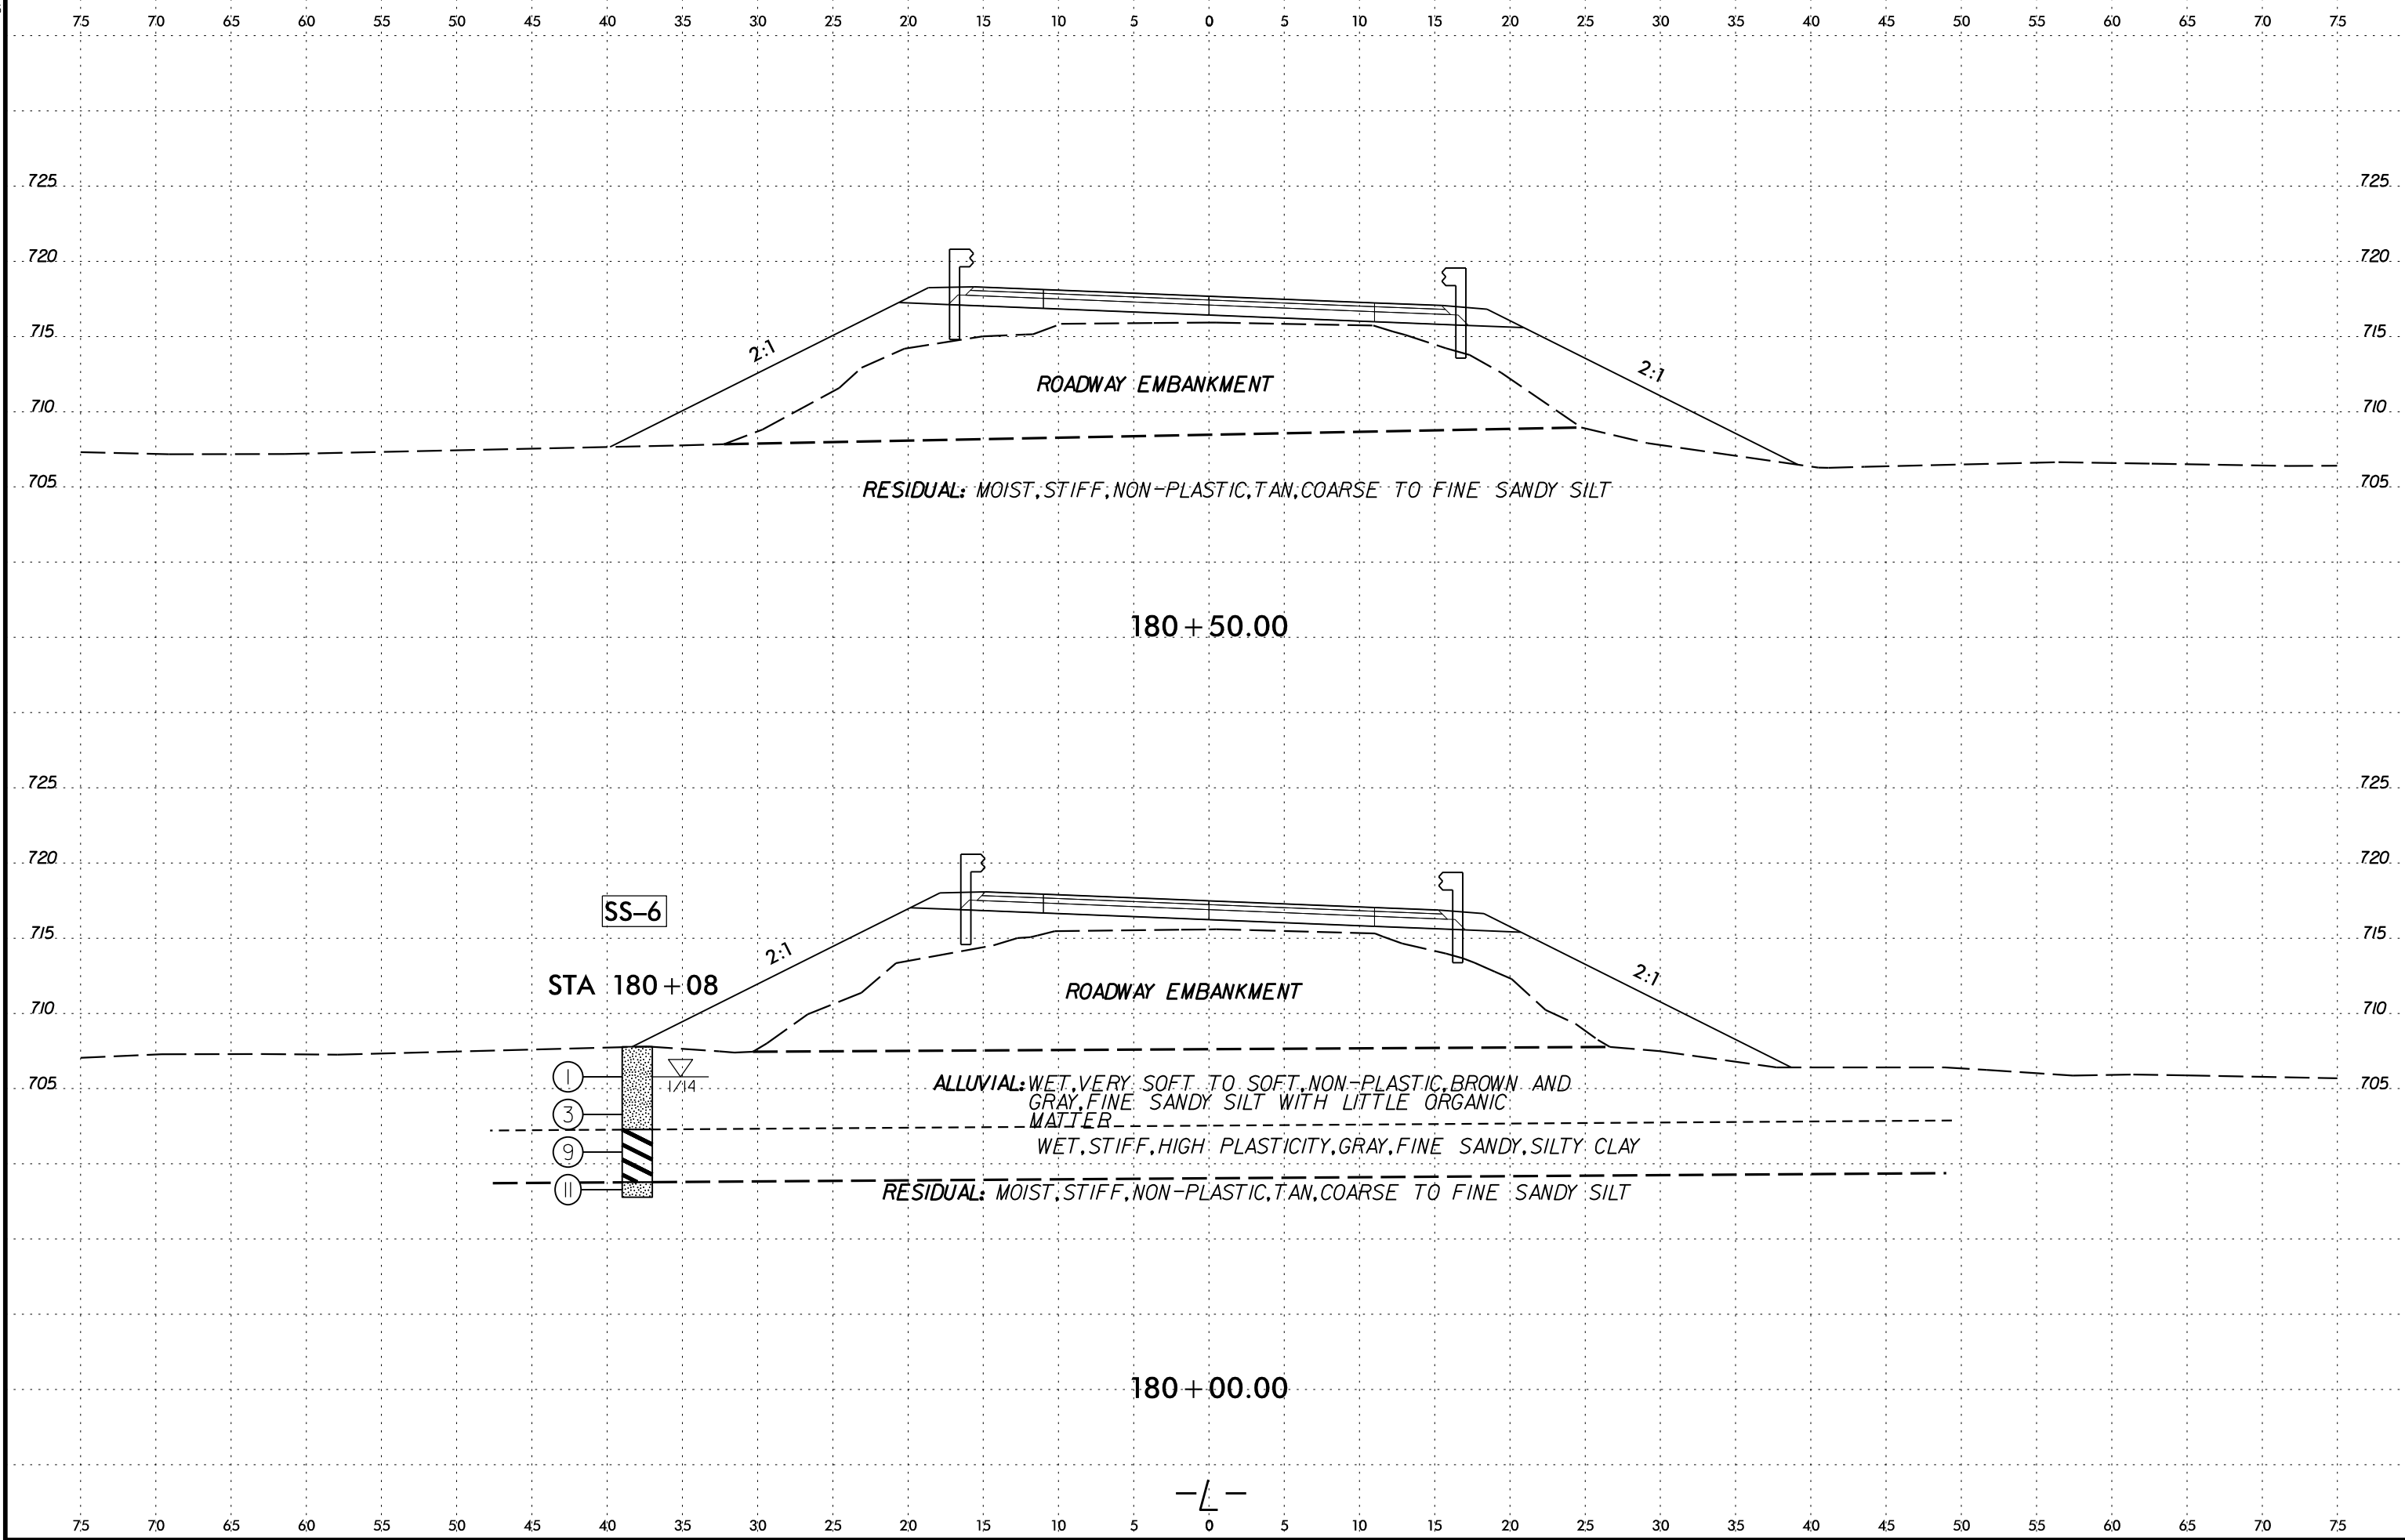 75 70 65 60 55 50 45 40 35 30 25 20 15 10 5 0 5 10 15 20 25 30 35 40 45 50 55 60 65 70 75
725 725
720 720
715 715
2:1 2:1
ROADWAY EMBANKMENT
710 710
705 705
RESIDUAL: MOIST,STIFF,NON-PLASTIC,TAN,COARSE TO FINE SANDY SILT
180+50.00
725 725
720 720
SS-6
715 715
2:1 2:1
STA 180+08
ROADWAY EMBANKMENT
710 710
705 705
1
1/14
ALLUVIAL: WET,VERY SOFT TO SOFT,NON-PLASTIC,BROWN AND
GRAY,FINE SANDY SILT WITH LITTLE ORGANIC
3
MATTER
9
WET,STIFF,HIGH PLASTICITY,GRAY,FINE SANDY,SILTY CLAY
11
RESIDUAL: MOIST,STIFF,NON-PLASTIC,TAN,COARSE TO FINE SANDY SILT
180+00.00
-L-
75 70 65 60 55 50 45 40 35 30 25 20 15 10 5 0 5 10 15 20 25 30 35 40 45 50 55 60 65 70 75